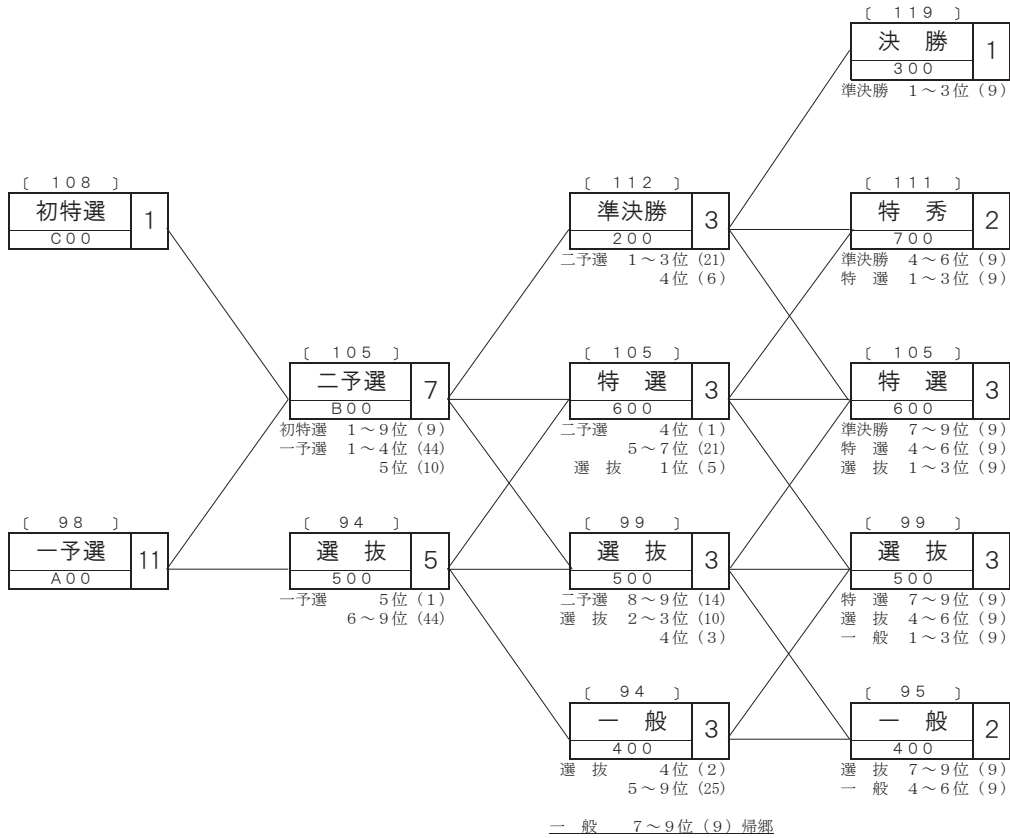 〔 108 〕
初特選 1
C00
〔 98 〕
一予選 11
A00
〔 105 〕
二予選 7
B00
初特選 1～9位 (9)
一予選 1～4位 (44)
5位 (10)
〔 94 〕
選 抜 5
500
一予選 5位 (1)
6～9位 (44)
〔 112 〕
準決勝 3
200
二予選 1～3位 (21)
4位 (6)
〔 105 〕
特 選 3
600
二予選 4位 (1)
5～7位 (21)
選 抜 1位 (5)
〔 99 〕
選 抜 3
500
二予選 8～9位 (14)
選 抜 2～3位 (10)
4位 (3)
〔 94 〕
一 般 3
400
選 抜 4位 (2)
5～9位 (25)
一 般 7～9位 (9) 帰郷
〔 119 〕
決 勝 1
300
準決勝 1～3位 (9)
〔 111 〕
特 秀 2
700
準決勝 4～6位 (9)
特 選 1～3位 (9)
〔 105 〕
特 選 3
600
準決勝 7～9位 (9)
特 選 4～6位 (9)
選 抜 1～3位 (9)
〔 99 〕
選 抜 3
500
特 選 7～9位 (9)
選 抜 4～6位 (9)
一 般 1～3位 (9)
〔 95 〕
一 般 2
400
選 抜 7～9位 (9)
一 般 4～6位 (9)